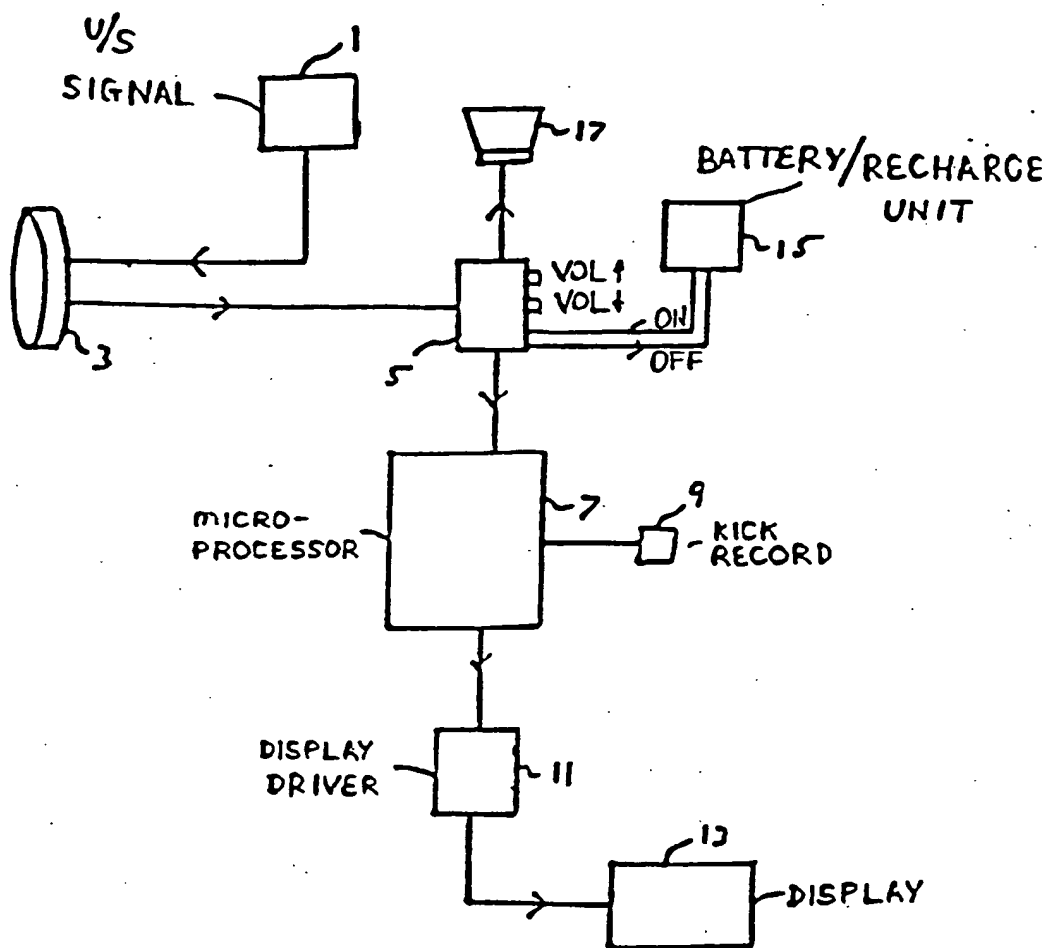 U/S
SIGNAL
1
17
BATTERY/RECHARGE
UNIT
15
VOL↑
VOL↓
ON
OFF
3
5
MICRO-
PROCESSOR
7
9
KICK
RECORD
DISPLAY
DRIVER
11
13
DISPLAY